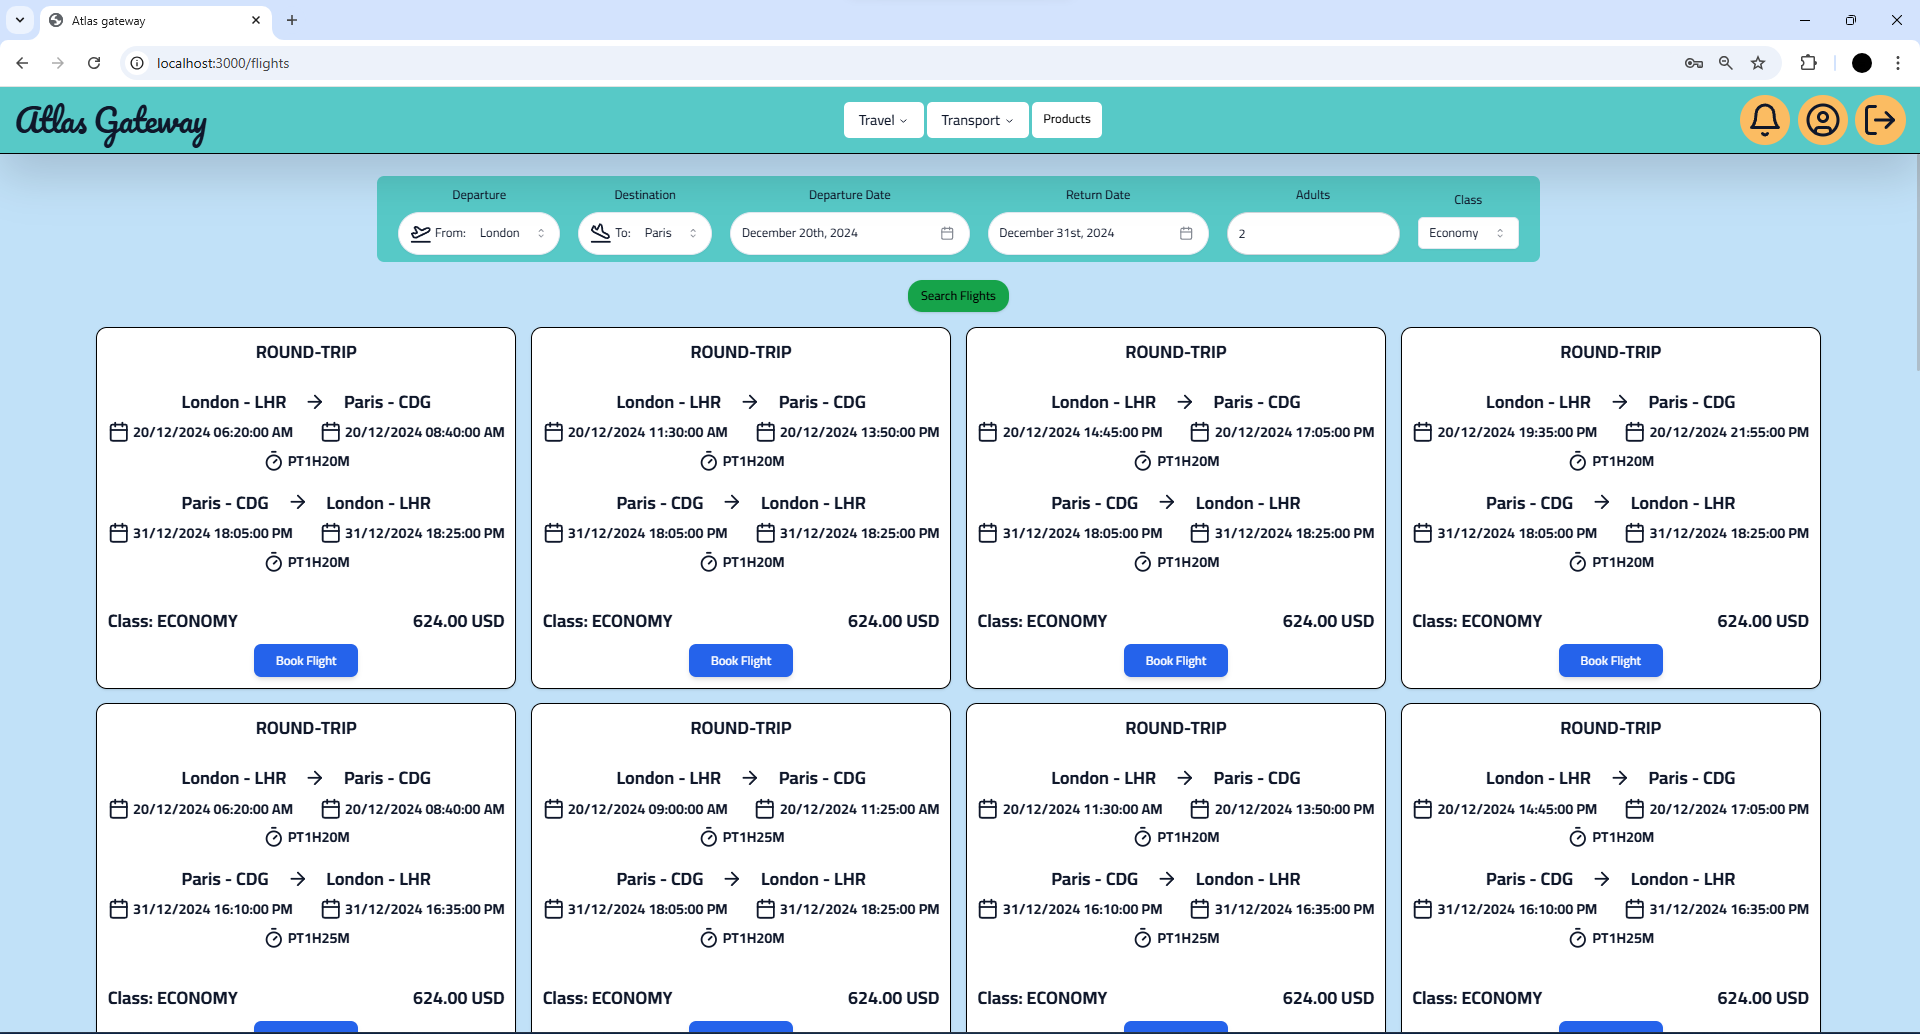 Atlas gateway
localhost:3000/flights
Atlas Gateway
Travel
Transport
Products
Departure
Destination
Departure Date
Return Date
Adults
Class
From: London
To: Paris
December 20th, 2024
December 31st, 2024
2
Economy
Search Flights
ROUND-TRIP
London - LHR Paris - CDG
20/12/2024 06:20:00 AM 20/12/2024 08:40:00 AM
PT1H20M
Paris - CDG London - LHR
31/12/2024 18:05:00 PM 31/12/2024 18:25:00 PM
PT1H20M
Class: ECONOMY 624.00 USD
Book Flight
ROUND-TRIP
London - LHR Paris - CDG
20/12/2024 11:30:00 AM 20/12/2024 13:50:00 PM
PT1H20M
Paris - CDG London - LHR
31/12/2024 18:05:00 PM 31/12/2024 18:25:00 PM
PT1H20M
Class: ECONOMY 624.00 USD
Book Flight
ROUND-TRIP
London - LHR Paris - CDG
20/12/2024 14:45:00 PM 20/12/2024 17:05:00 PM
PT1H20M
Paris - CDG London - LHR
31/12/2024 18:05:00 PM 31/12/2024 18:25:00 PM
PT1H20M
Class: ECONOMY 624.00 USD
Book Flight
ROUND-TRIP
London - LHR Paris - CDG
20/12/2024 19:35:00 PM 20/12/2024 21:55:00 PM
PT1H20M
Paris - CDG London - LHR
31/12/2024 18:05:00 PM 31/12/2024 18:25:00 PM
PT1H20M
Class: ECONOMY 624.00 USD
Book Flight
ROUND-TRIP
London - LHR Paris - CDG
20/12/2024 06:20:00 AM 20/12/2024 08:40:00 AM
PT1H20M
Paris - CDG London - LHR
31/12/2024 16:10:00 PM 31/12/2024 16:35:00 PM
PT1H25M
Class: ECONOMY 624.00 USD
ROUND-TRIP
London - LHR Paris - CDG
20/12/2024 09:00:00 AM 20/12/2024 11:25:00 AM
PT1H25M
Paris - CDG London - LHR
31/12/2024 18:05:00 PM 31/12/2024 18:25:00 PM
PT1H20M
Class: ECONOMY 624.00 USD
ROUND-TRIP
London - LHR Paris - CDG
20/12/2024 11:30:00 AM 20/12/2024 13:50:00 PM
PT1H20M
Paris - CDG London - LHR
31/12/2024 16:10:00 PM 31/12/2024 16:35:00 PM
PT1H25M
Class: ECONOMY 624.00 USD
ROUND-TRIP
London - LHR Paris - CDG
20/12/2024 14:45:00 PM 20/12/2024 17:05:00 PM
PT1H20M
Paris - CDG London - LHR
31/12/2024 16:10:00 PM 31/12/2024 16:35:00 PM
PT1H25M
Class: ECONOMY 624.00 USD